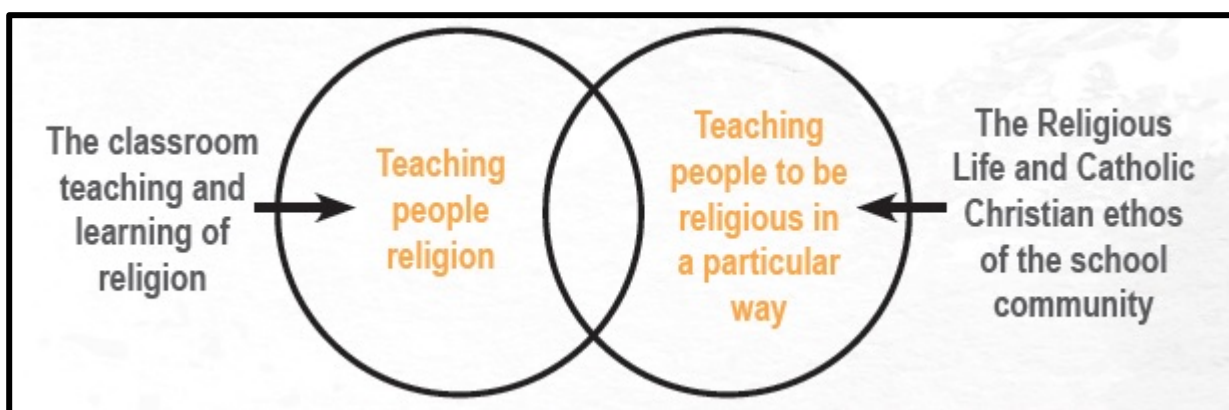 The classroom
teaching and
learning of
religion
Teaching
people
religion
Teaching
people to be
religious in
a particular
way
The Religious
Life and Catholic
Christian ethos
of the school
community